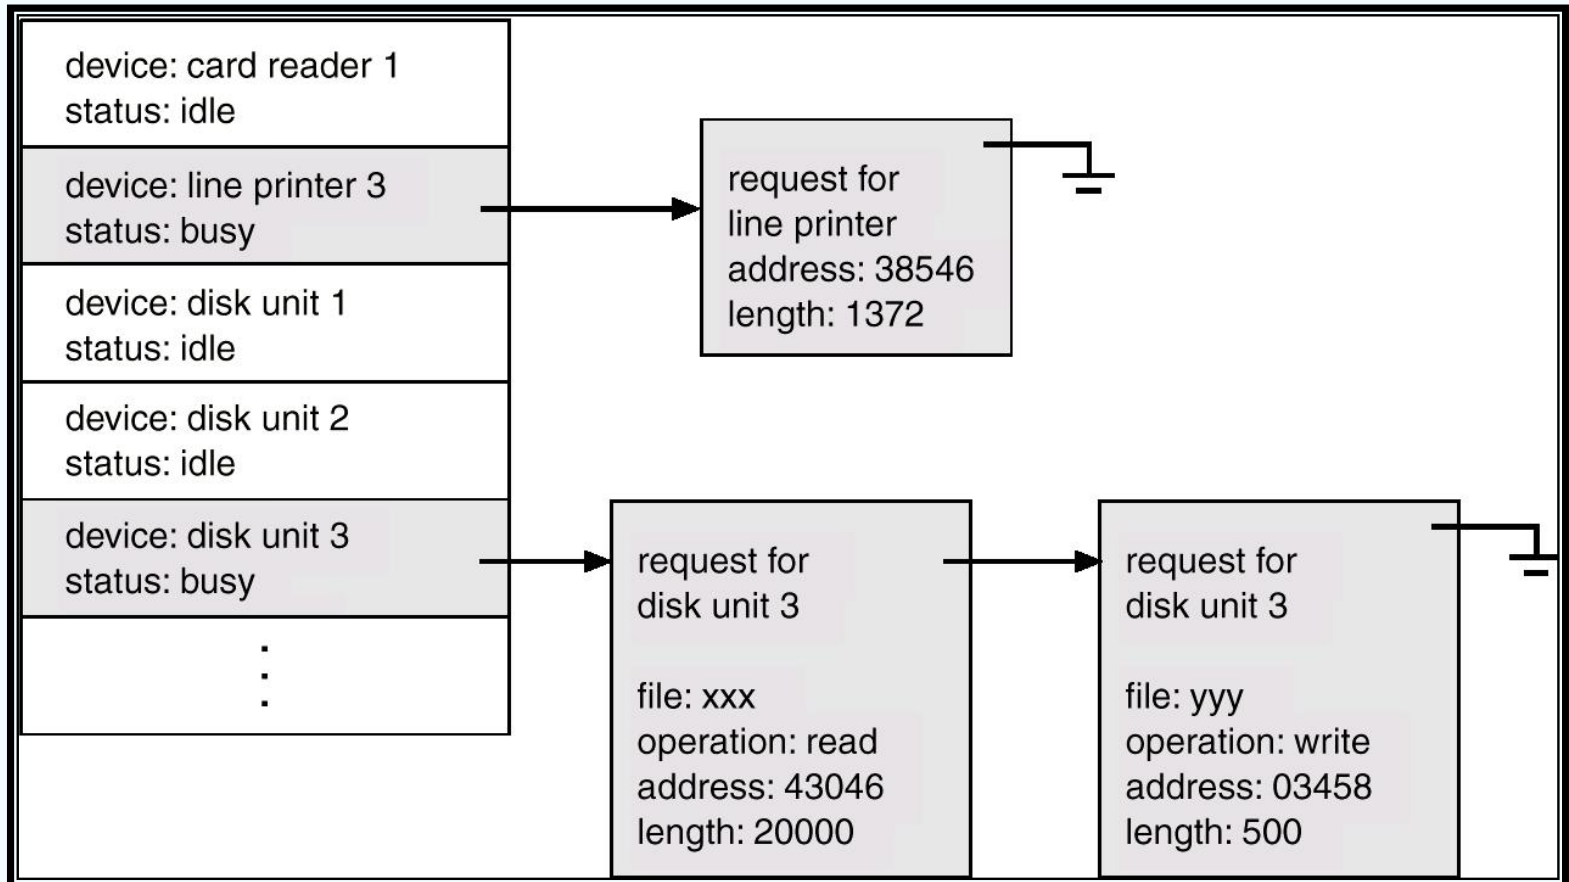 device: card reader 1
status: idle
device: line printer 3
status: busy
device: disk unit 1
status: idle
device: disk unit 2
status: idle
device: disk unit 3
status: busy
request for
line printer
address: 38546
length: 1372
request for
disk unit 3
file: xxx
operation: read
address: 43046
length: 20000
request for
disk unit 3
file: yyy
operation: write
address: 03458
length: 500